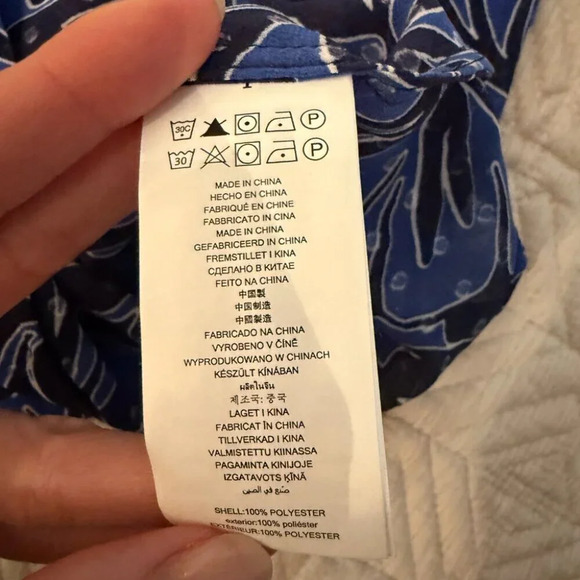 30C
30
P
P
MADE IN CHINA
HECHO EN CHINA
FABRIQUÉ EN CHINE
FABBRICATO IN CINA
MADE IN CHINA
GEFABRICEERD IN CHINA
FREMSTILLET I KINA
СДЕЛАНО В КИТАЕ
FEITO NA CHINA
中國製
中国制造
中國製造
FABRICADO NA CHINA
VYROBENO V ČÍNĚ
WYPRODUKOWANO W CHINACH
KÉSZÜLT KÍNÁBAN
ผลิตในจีน
제조국: 중국
LAGET I KINA
FABRICAT ÎN CHINA
TILLVERKAD I KINA
VALMISTETTU KIINASSA
PAGAMINTA KINIJOJE
IZGATAVOTS ĶĪNĀ
صنع في الصين
SHELL:100% POLYESTER
exterior:100% poliéster
EXTÉRIEUR:100% POLYESTER